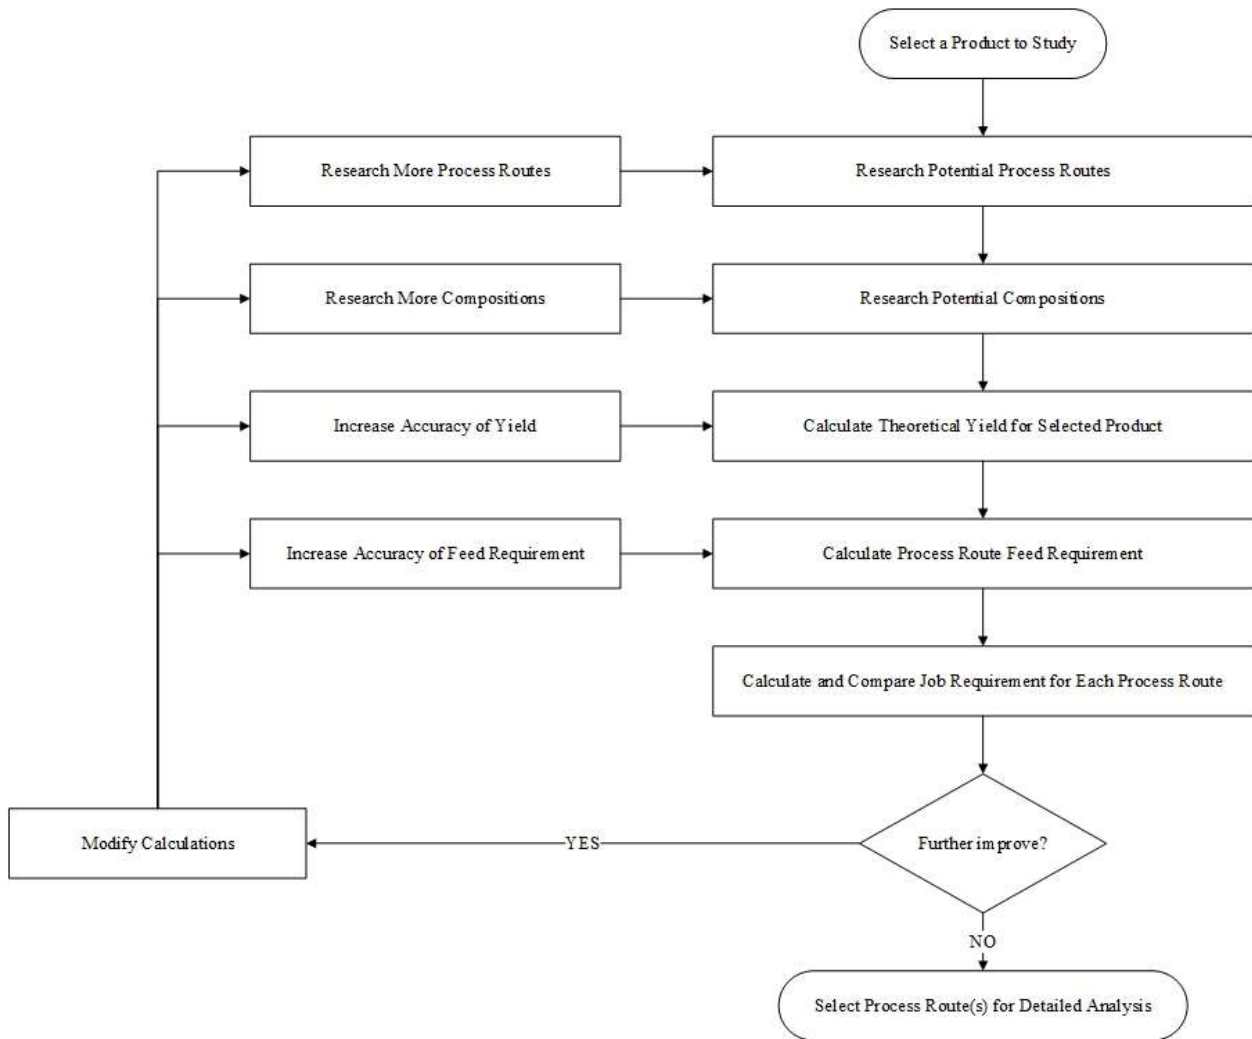 Select a Product to Study
Research More Process Routes
Research Potential Process Routes
Research More Compositions
Research Potential Compositions
Increase Accuracy of Yield
Calculate Theoretical Yield for Selected Product
Increase Accuracy of Feed Requirement
Calculate Process Route Feed Requirement
Calculate and Compare Job Requirement for Each Process Route
Modify Calculations
YES
Further improve?
NO
Select Process Route(s) for Detailed Analysis